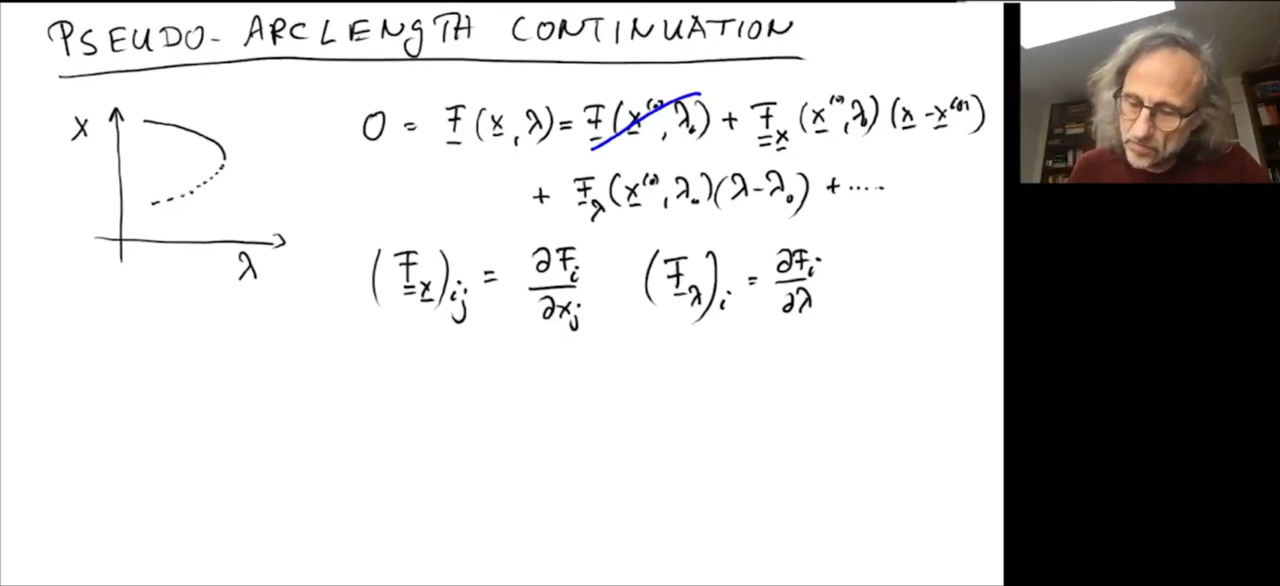 PSEUDO-ARCLENGTH CONTINUATION
x
λ
0 = F(x, λ) = F(x⁽⁰⁾, λ₀) + F_x (x⁽⁰⁾, λ₀) (x - x⁽⁰⁾)
+ F_λ (x⁽⁰⁾, λ₀)(λ - λ₀) + .....
(F_x)_ij = ∂F_i/∂x_j (F_λ)_i = ∂F_i/∂λ